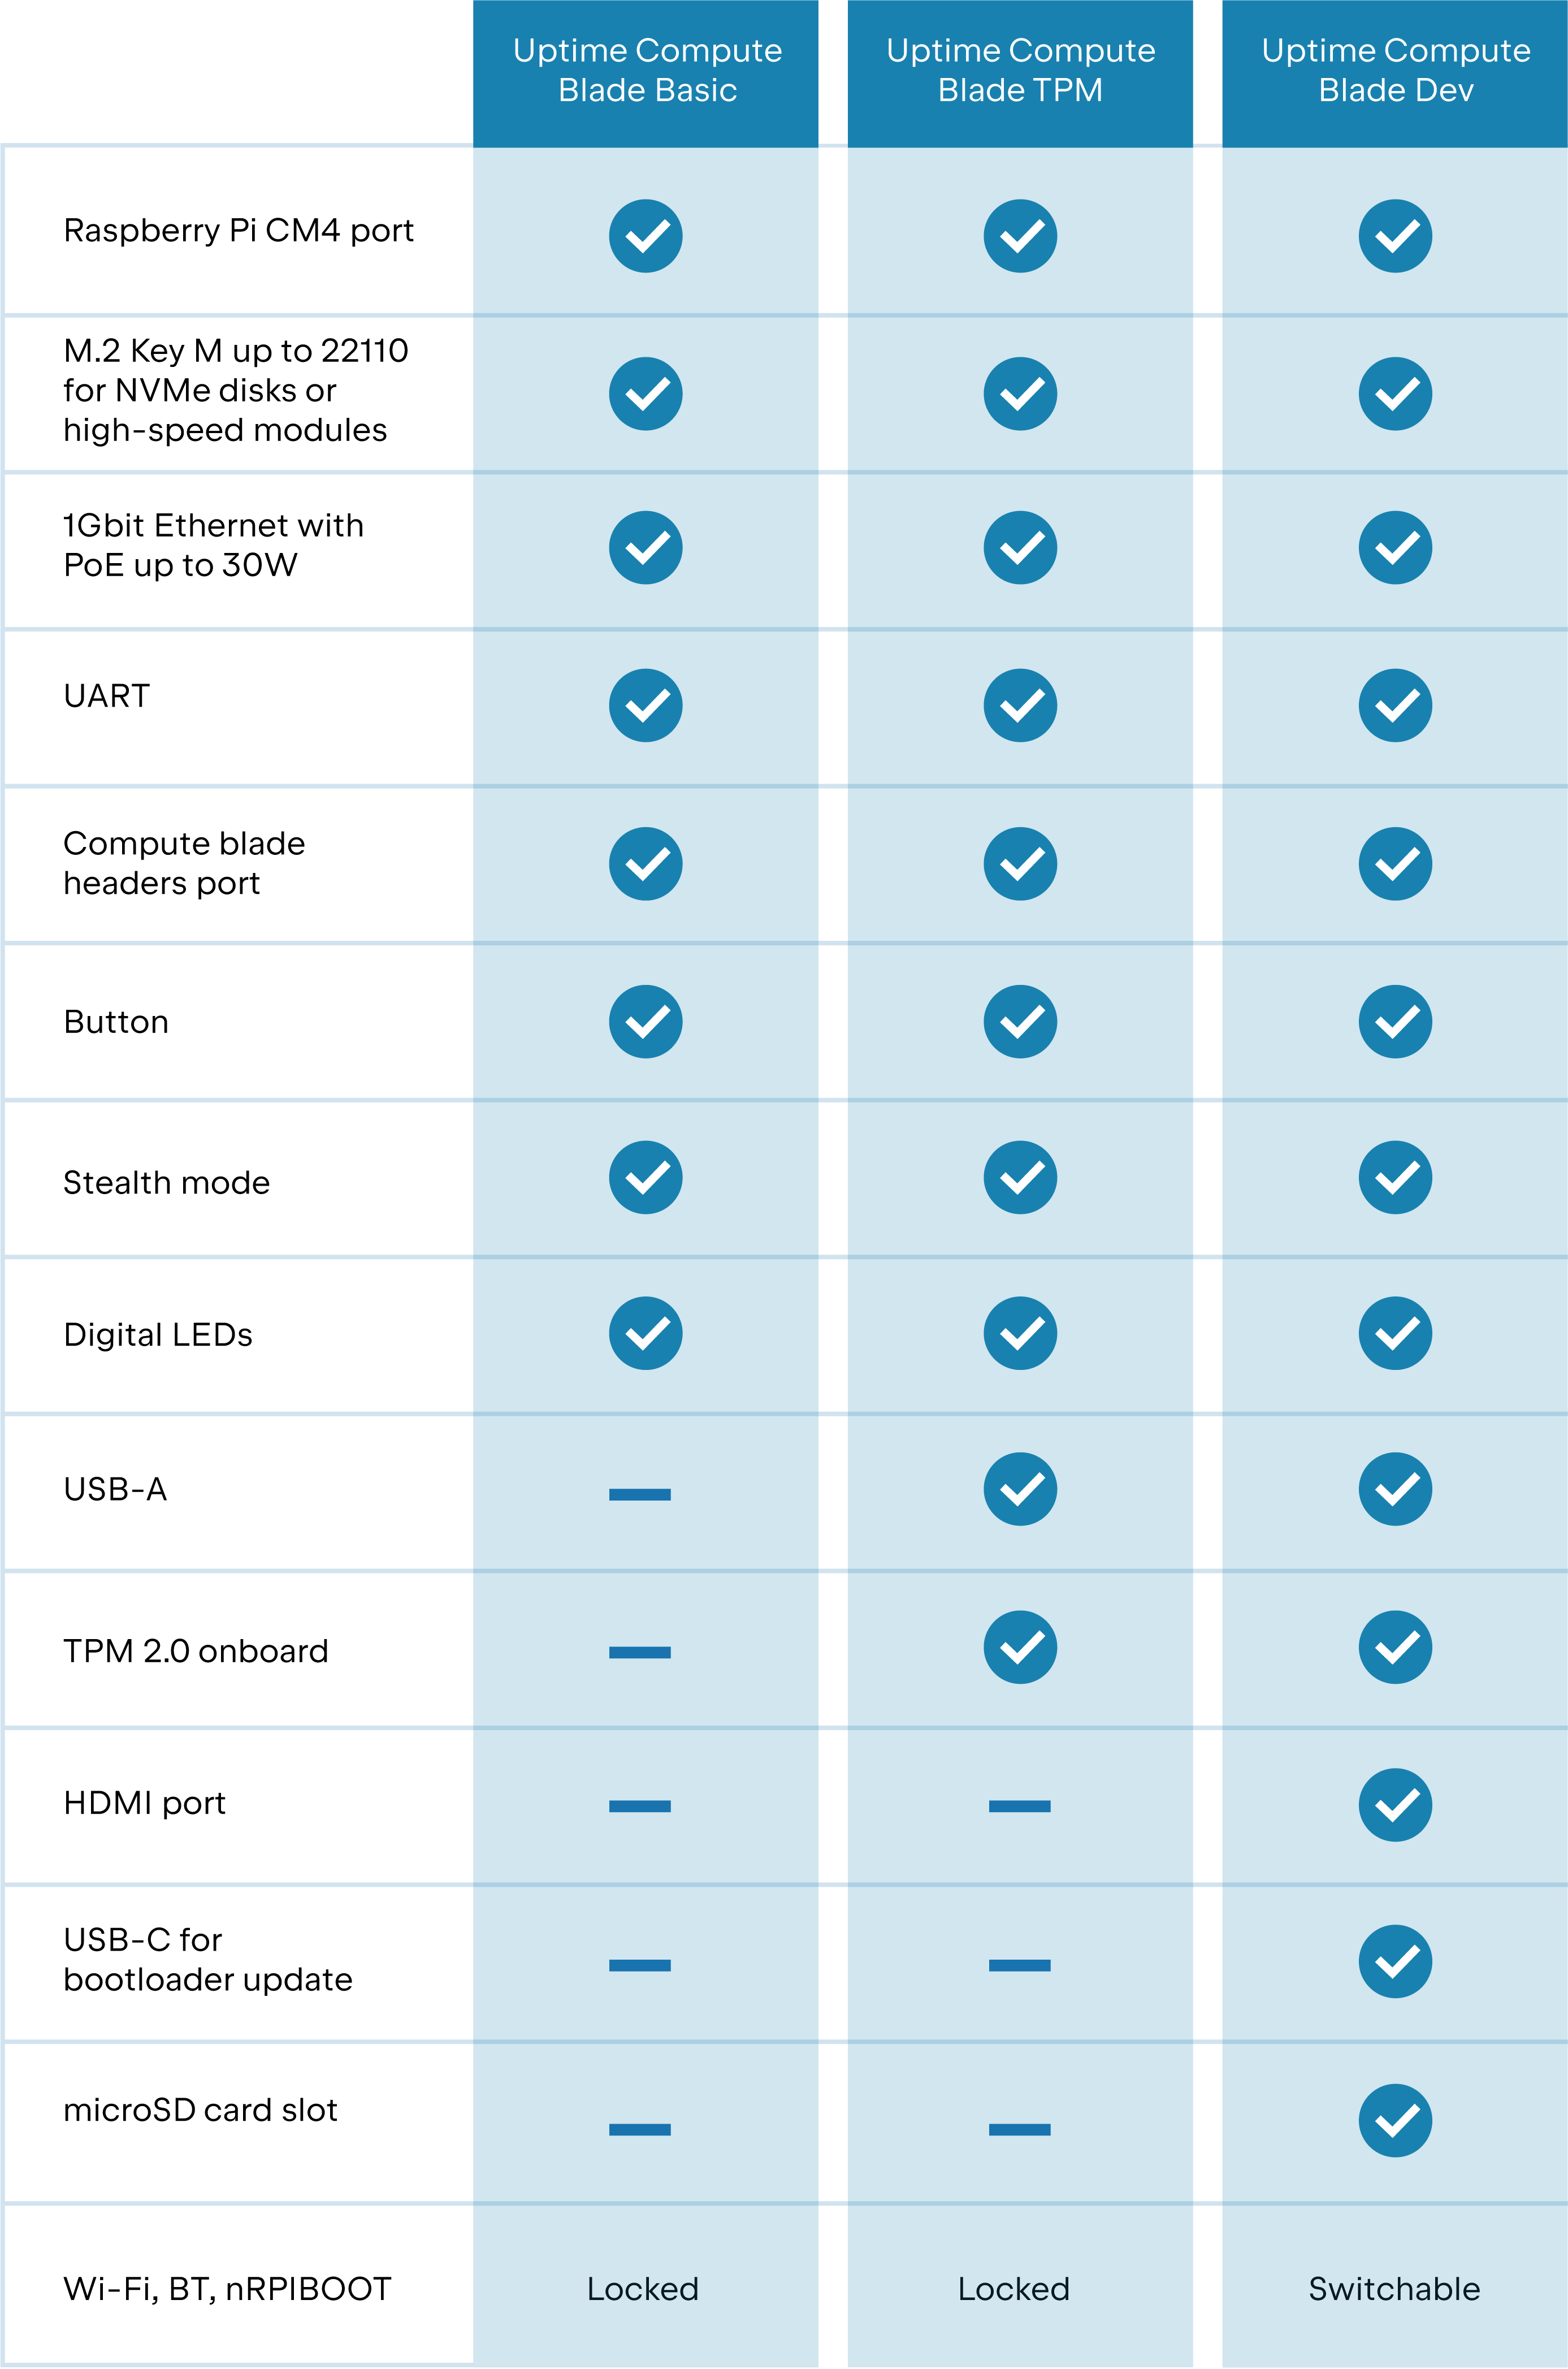 Uptime Compute
Blade Basic
Uptime Compute
Blade TPM
Uptime Compute
Blade Dev
Raspberry Pi CM4 port
M.2 Key M up to 22110
for NVMe disks or
high-speed modules
1Gbit Ethernet with
PoE up to 30W
UART
Compute blade
headers port
Button
Stealth mode
Digital LEDs
USB-A
TPM 2.0 onboard
HDMI port
USB-C for
bootloader update
microSD card slot
Wi-Fi, BT, nRPIBOOT
Locked
Locked
Switchable